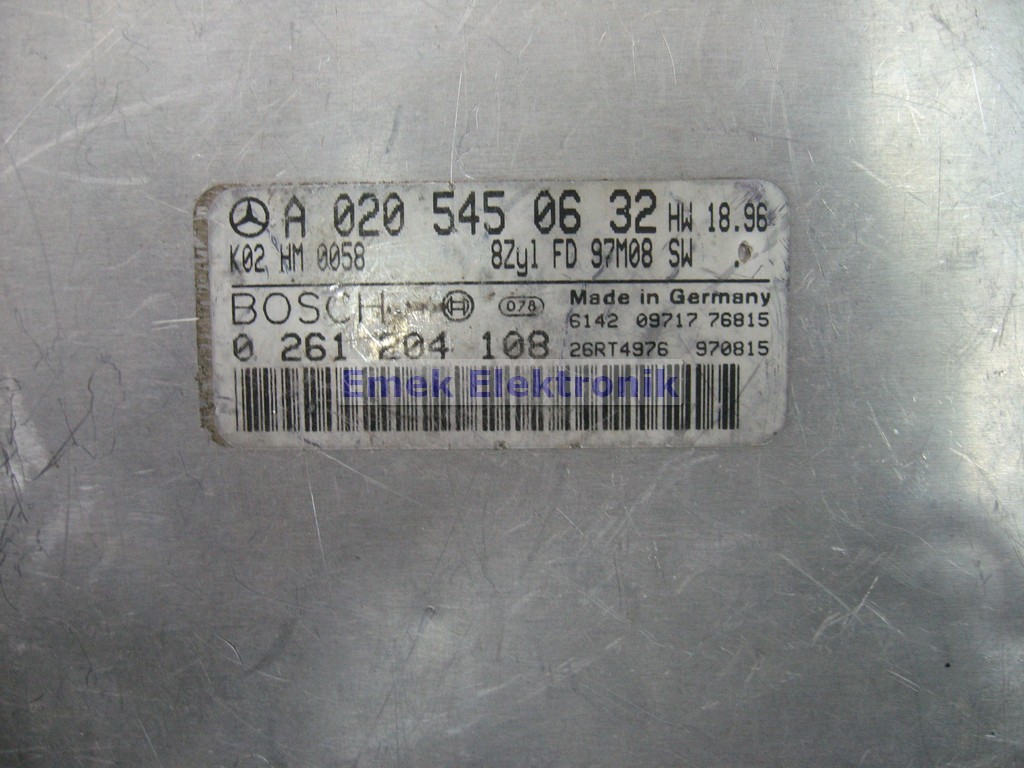 A 020 545 06 32 HW 18.96
K02 HM 0058 8Zyl FD 97M08 SW .
BOSCH 078 Made in Germany
6142 09717 76815
0 261 204 108 26RT4976 970815
Emek Elektronik